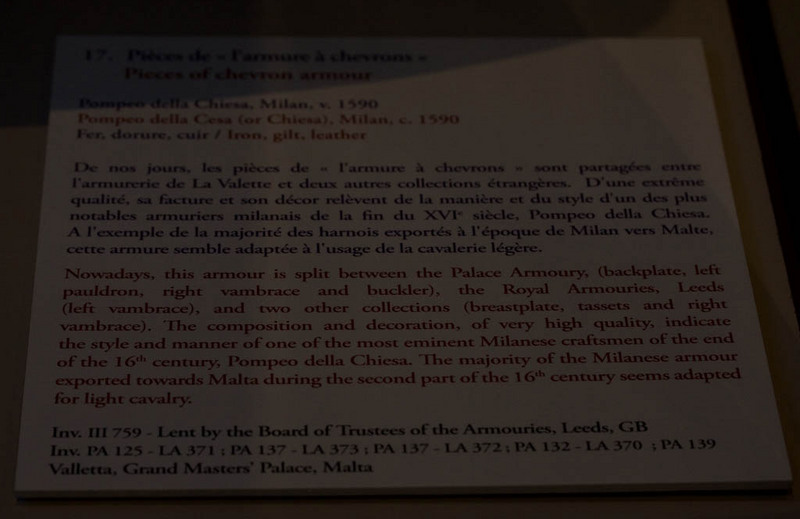 17. Pièces de « l'armure à chevrons »
Pieces of chevron armour
Pompeo della Chiesa, Milan, v. 1590
Pompeo della Cesa (or Chiesa), Milan, c. 1590
Fer, dorure, cuir / Iron, gilt, leather
De nos jours, les pièces de « l'armure à chevrons » sont partagées entre
l'armurerie de La Valette et deux autres collections étrangères. D'une extrême
qualité, sa facture et son décor relèvent de la manière et du style d'un des plus
notables armuriers milanais de la fin du XVIᵉ siècle, Pompeo della Chiesa.
A l'exemple de la majorité des harnois exportés à l'époque de Milan vers Malte,
cette armure semble adaptée à l'usage de la cavalerie légère.
Nowadays, this armour is split between the Palace Armoury, (backplate, left
pauldron, right vambrace and buckler), the Royal Armouries, Leeds
(left vambrace), and two other collections (breastplate, tassets and right
vambrace). The composition and decoration, of very high quality, indicate
the style and manner of one of the most eminent Milanese craftsmen of the end
of the 16ᵗʰ century, Pompeo della Chiesa. The majority of the Milanese armour
exported towards Malta during the second part of the 16ᵗʰ century seems adapted
for light cavalry.
Inv. III 759 - Lent by the Board of Trustees of the Armouries, Leeds, GB
Inv. PA 125 - LA 371 ; PA 137 - LA 373 ; PA 137 - LA 372 ; PA 132 - LA 370 ; PA 139
Valletta, Grand Masters' Palace, Malta